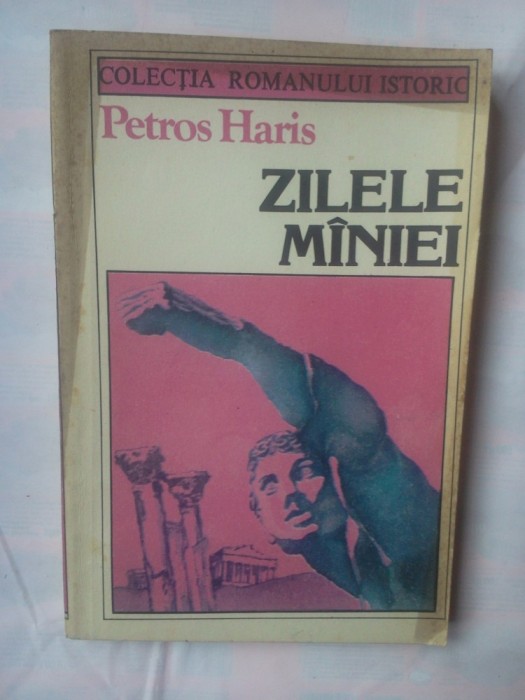 COLECȚIA ROMANULUI ISTORIC
Petros Haris
ZILELE
MÎNIEI